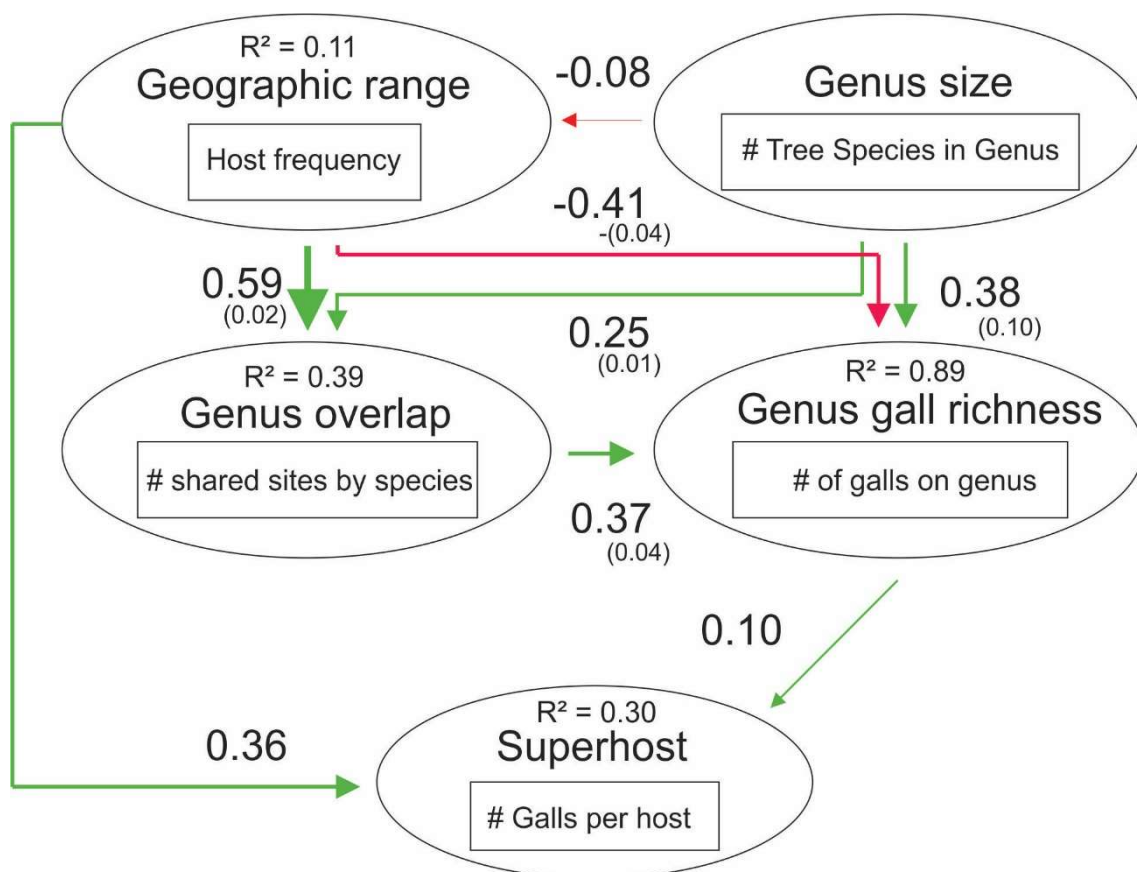 R² = 0.11
Geographic range
Host frequency
-0.08
Genus size
# Tree Species in Genus
-0.41
-(0.04)
0.59
(0.02)
0.25
(0.01)
0.38
(0.10)
R² = 0.39
Genus overlap
# shared sites by species
R² = 0.89
Genus gall richness
# of galls on genus
0.37
(0.04)
0.10
0.36
R² = 0.30
Superhost
# Galls per host